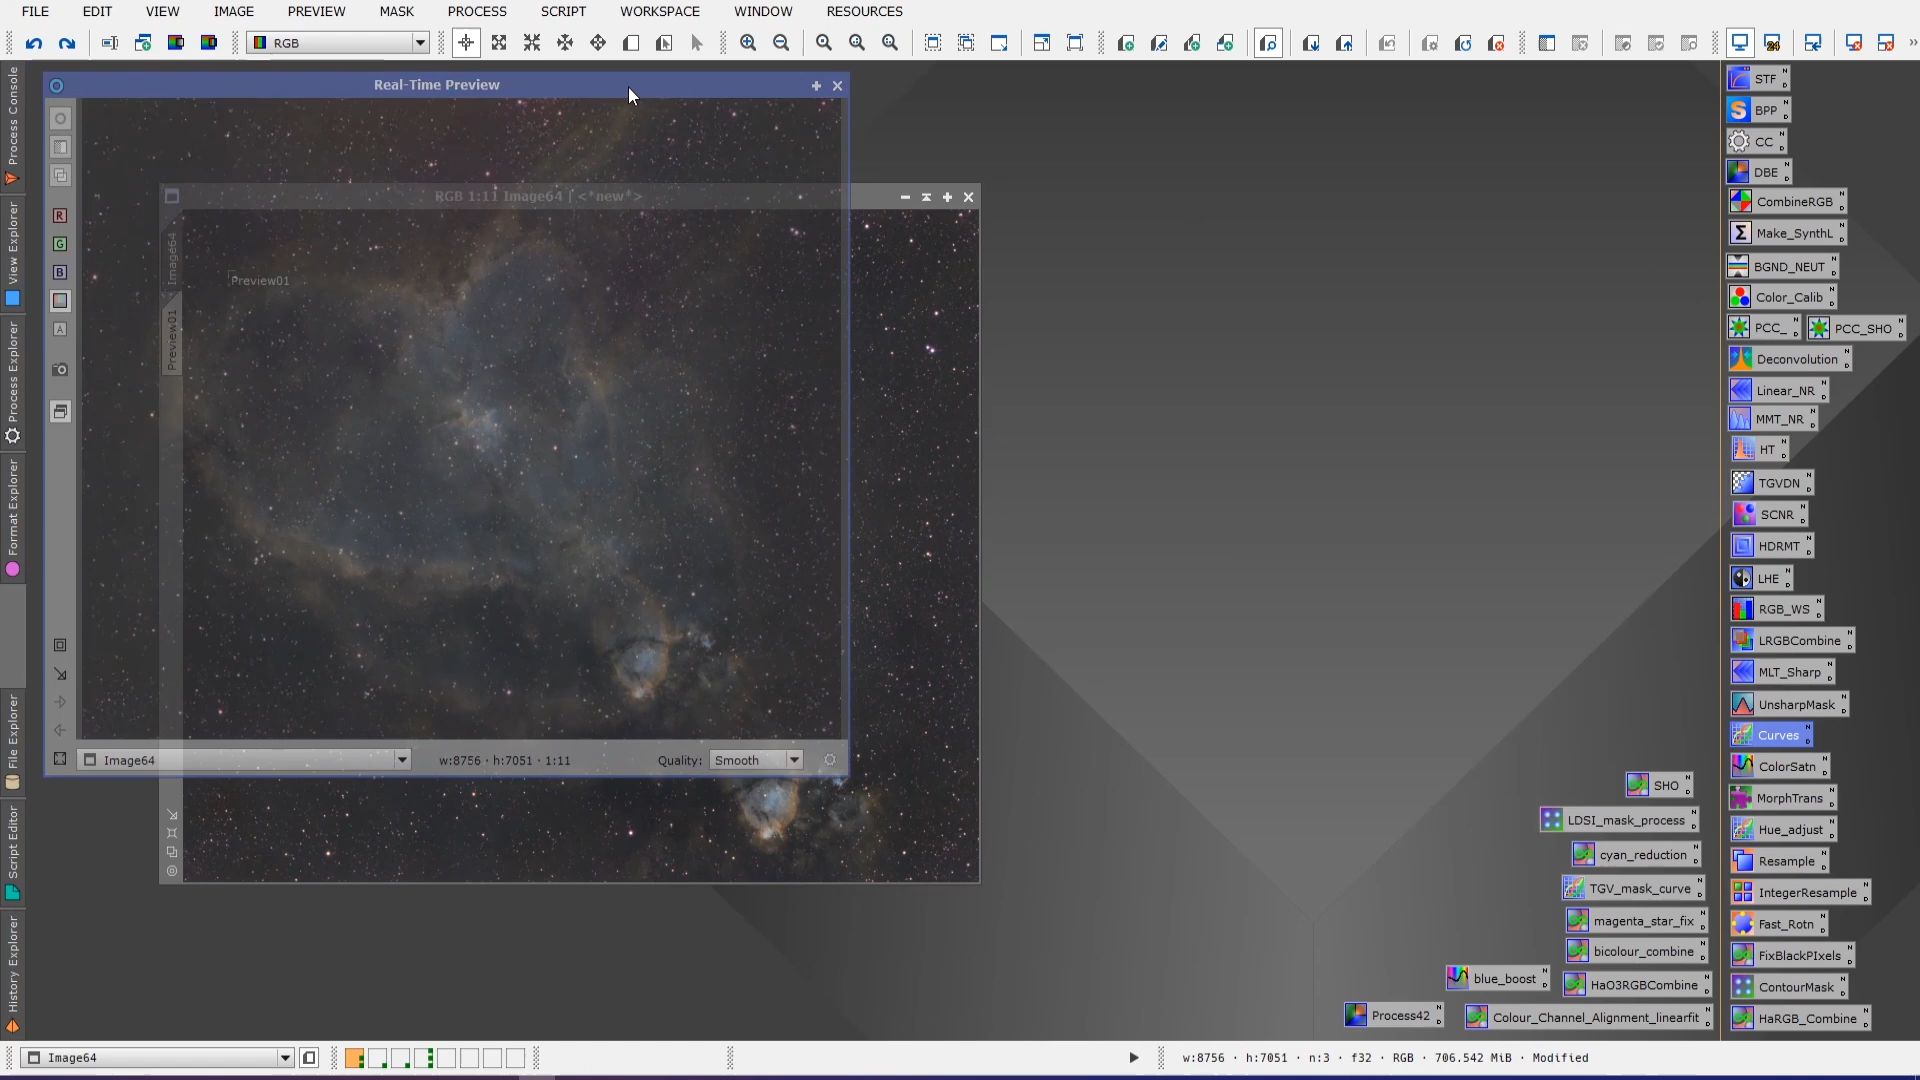 FILE EDIT VIEW IMAGE PREVIEW MASK PROCESS SCRIPT WORKSPACE WINDOW RESOURCES
RGB
24
Process Console
View Explorer
Process Explorer
Format Explorer
File Explorer
Script Editor
History Explorer
Real-Time Preview
R
G
B
A
RGB 1:11 Image64 | <*new*>
Image64
Preview01
Preview01
Image64
w:8756 · h:7051 · 1:11
Quality: Smooth
STF
BPP
CC
DBE
CombineRGB
Make_SynthL
BGND_NEUT
Color_Calib
PCC_ PCC_SHO
Deconvolution
Linear_NR
MMT_NR
HT
TGVDN
SCNR
HDRMT
LHE
RGB_WS
LRGBCombine
MLT_Sharp
UnsharpMask
Curves
ColorSatn
MorphTrans
Hue_adjust
Resample
IntegerResample
Fast_Rotn
FixBlackPIxels
ContourMask
HaRGB_Combine
SHO
LDSI_mask_process
cyan_reduction
TGV_mask_curve
magenta_star_fix
bicolour_combine
blue_boost HaO3RGBCombine
Process42 Colour_Channel_Alignment_linearfit
Image64
w:8756 · h:7051 · n:3 · f32 · RGB · 706.542 MiB · Modified